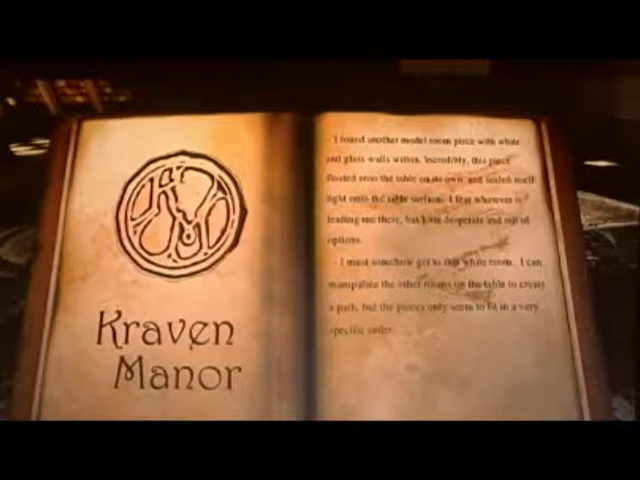 Kraven
Manor
- I found another model room piece with white
and glass walls within. Incredibly, this piece
floated onto the table on its own, and sealed itself
tight onto the table surface. I fear whatever is
leading me there, but I am desperate and out of
options.
- I must somehow get to this white room. I can
manipulate the other rooms on the table to create
a path, but the pieces only seem to fit in a very
specific order.